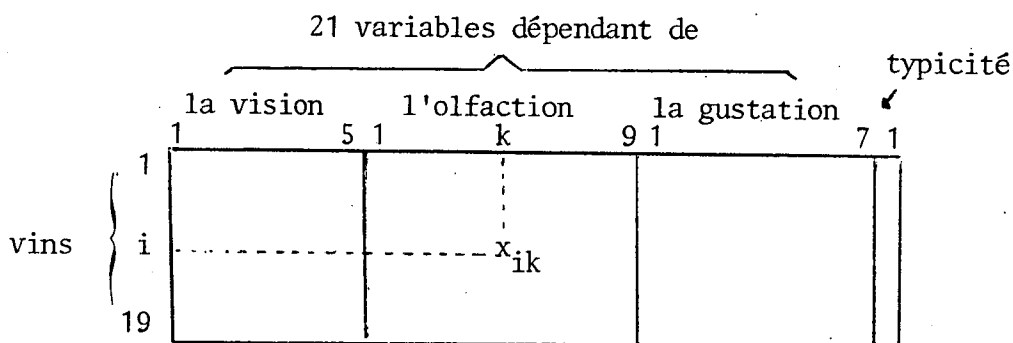 21 variables dépendant de
typicité
la vision l'olfaction la gustation
1 5 1 k 9 1 7 1
1
vins i x_ik
19